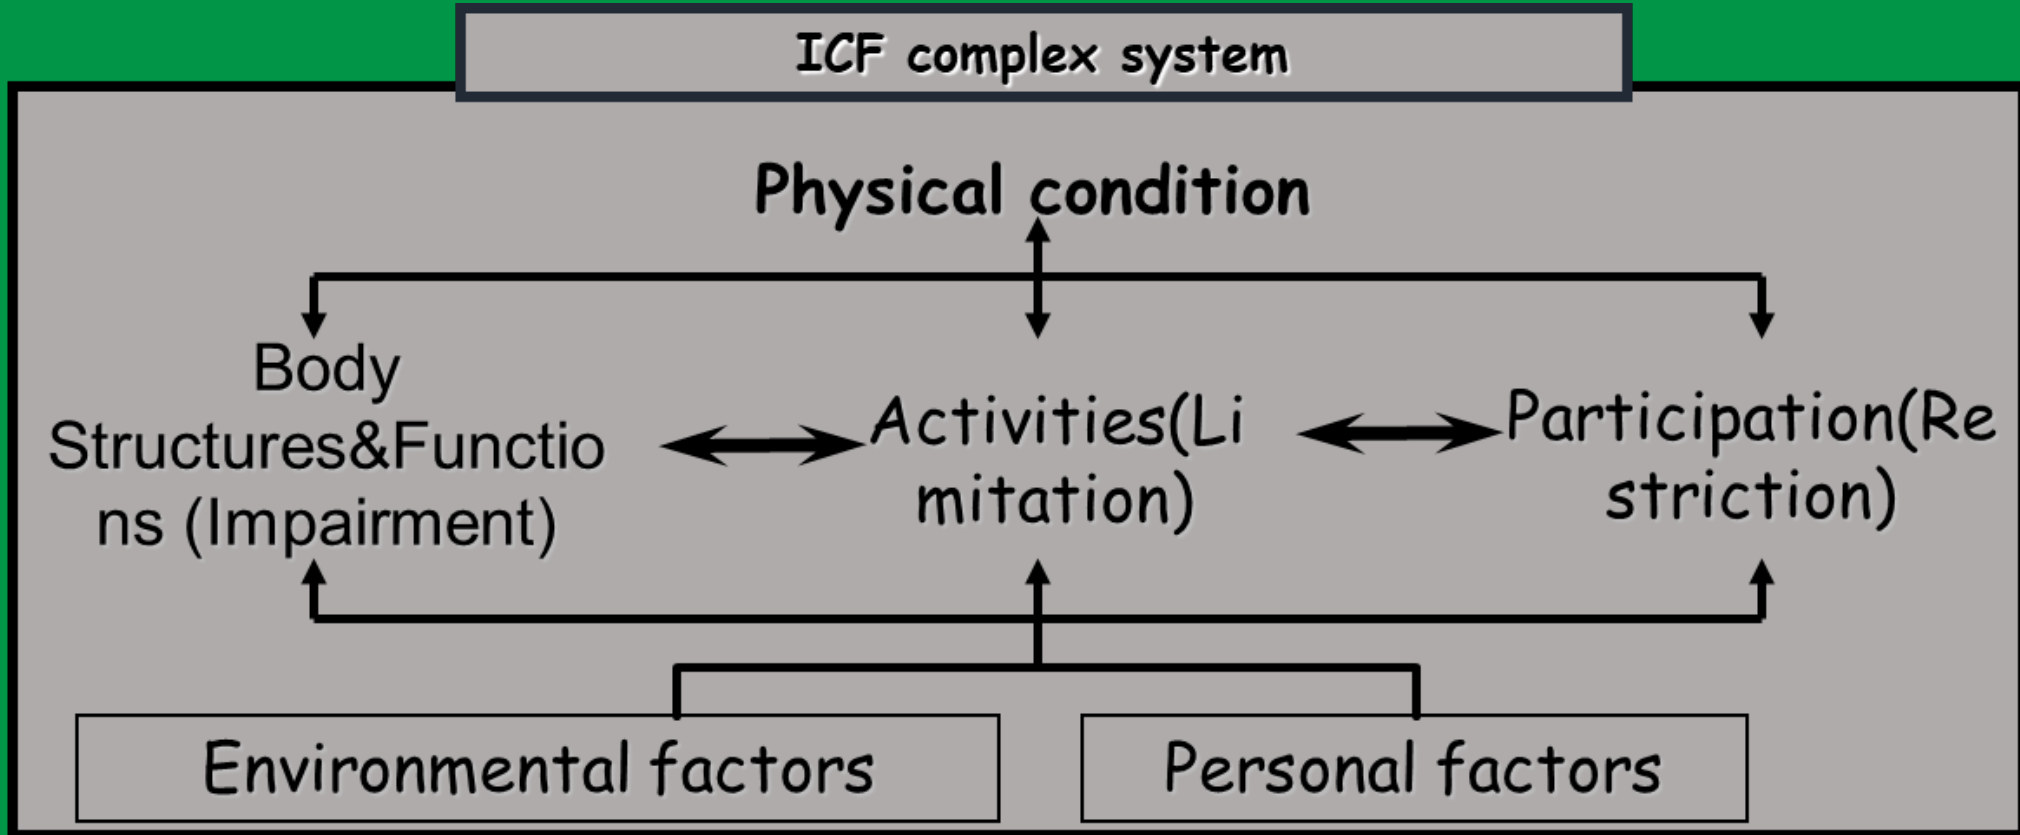 ICF complex system
Physical condition
Body
Structures&Functio
ns (Impairment)
Activities(Li
mitation)
Participation(Re
striction)
Environmental factors
Personal factors